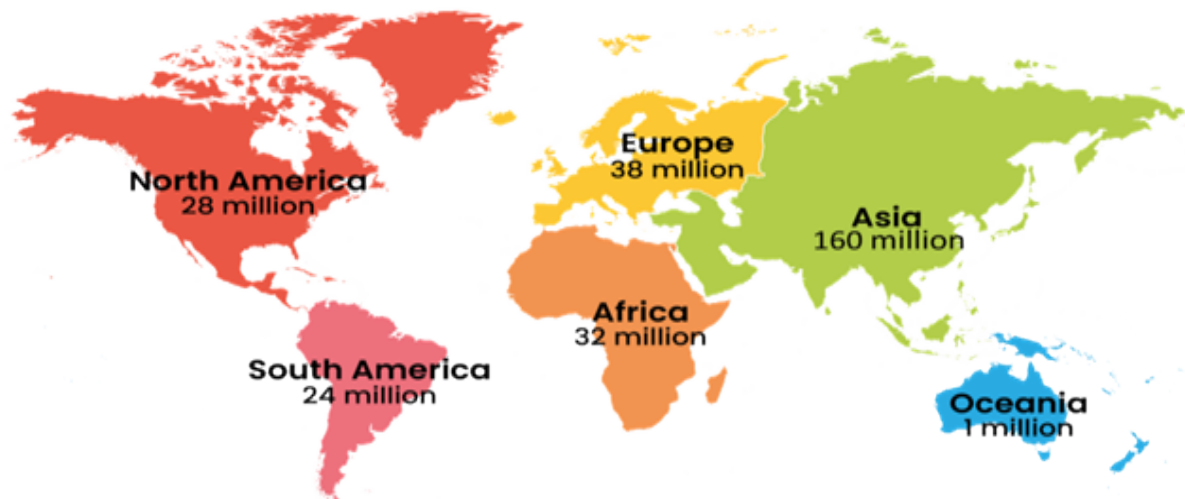 Europe
38 million
North America
28 million
Asia
160 million
Africa
32 million
South America
24 million
Oceania
1 million